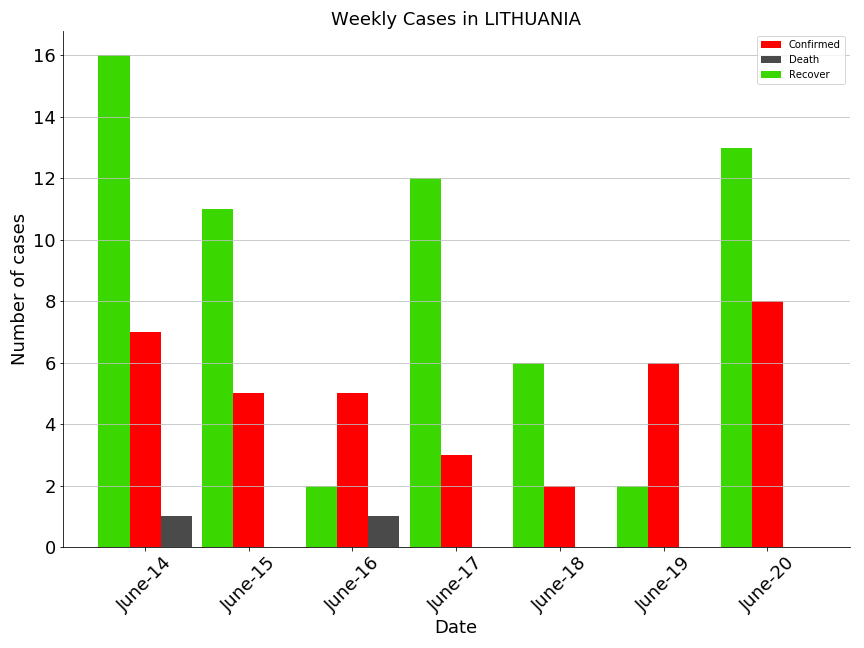 Weekly Cases in LITHUANIA
Confirmed
Death
Recover
Number of cases
16
14
12
10
8
6
4
2
0
June-14
June-15
June-16
June-17
June-18
June-19
June-20
Date